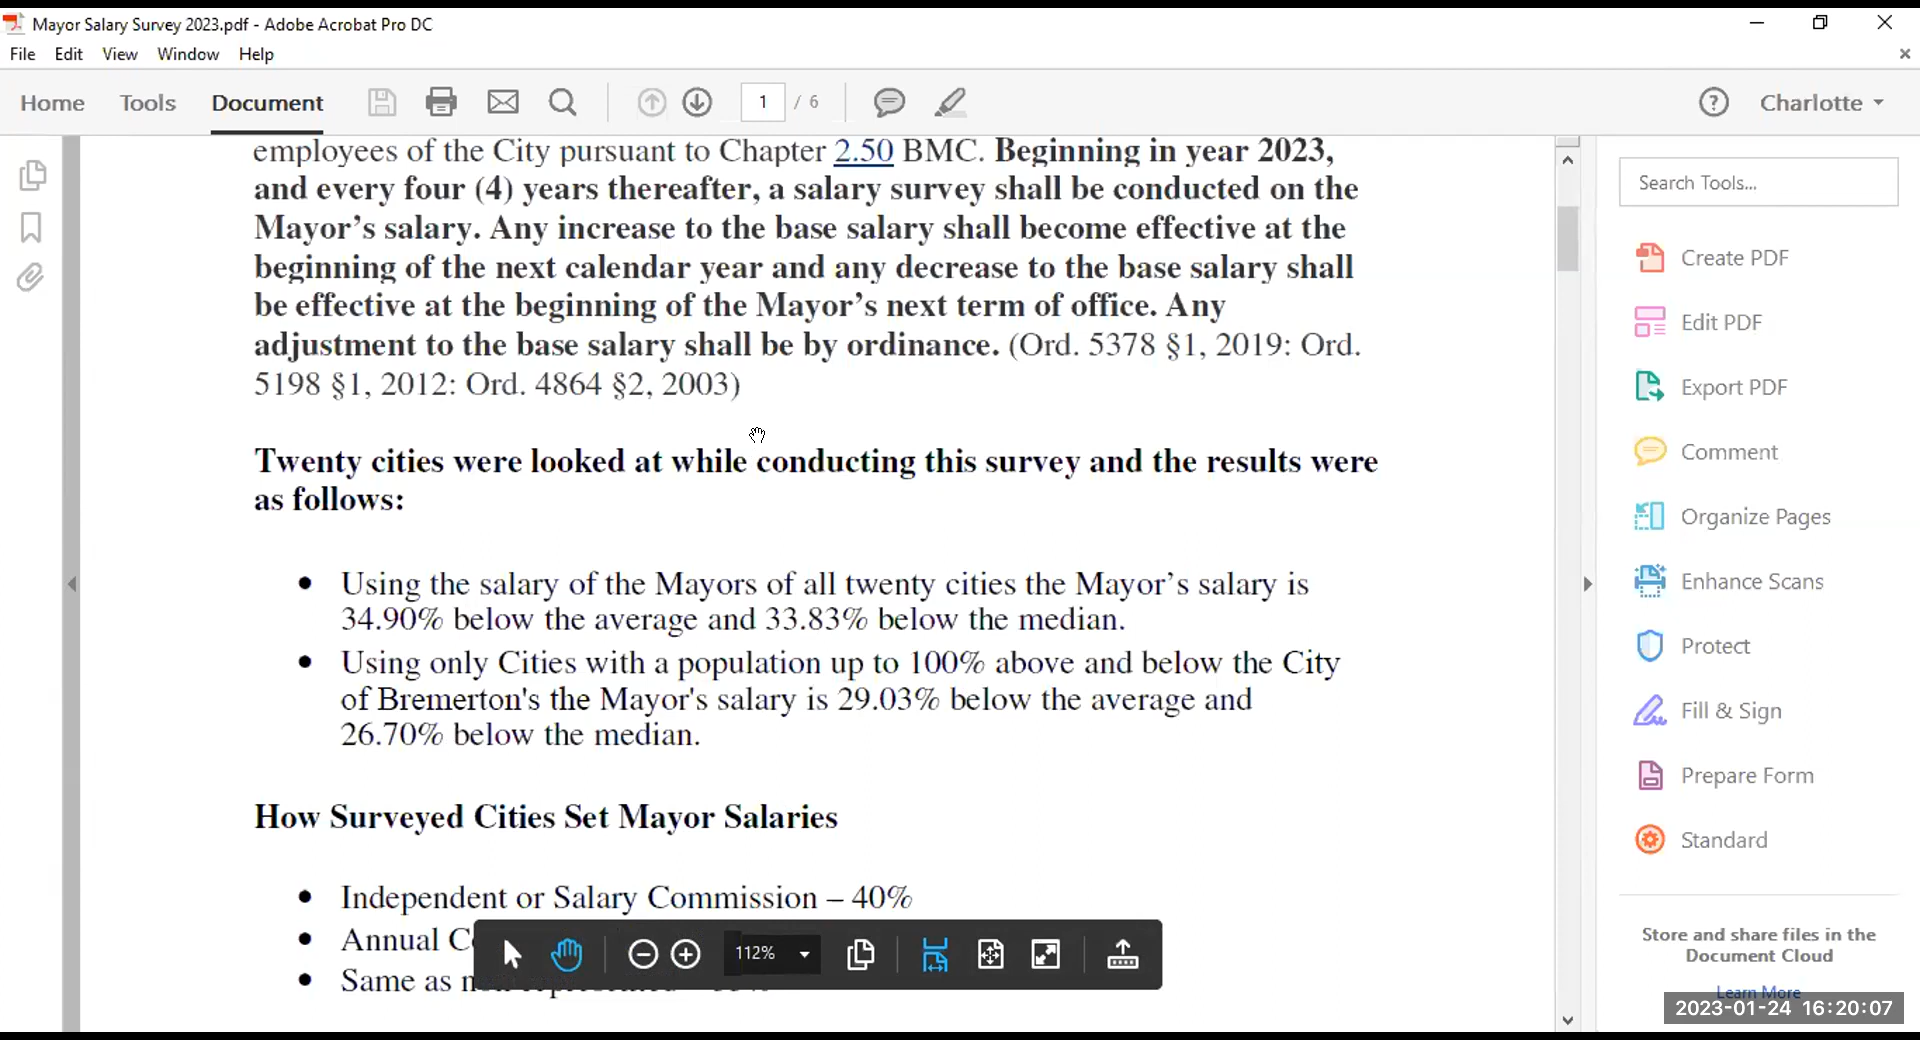 Mayor Salary Survey 2023.pdf - Adobe Acrobat Pro DC
File Edit View Window Help
Home Tools Document 1 / 6 Charlotte
employees of the City pursuant to Chapter 2.50 BMC. Beginning in year 2023,
and every four (4) years thereafter, a salary survey shall be conducted on the
Mayor’s salary. Any increase to the base salary shall become effective at the
beginning of the next calendar year and any decrease to the base salary shall
be effective at the beginning of the Mayor’s next term of office. Any
adjustment to the base salary shall be by ordinance. (Ord. 5378 §1, 2019: Ord.
5198 §1, 2012: Ord. 4864 §2, 2003)
Twenty cities were looked at while conducting this survey and the results were
as follows:
• Using the salary of the Mayors of all twenty cities the Mayor’s salary is
34.90% below the average and 33.83% below the median.
• Using only Cities with a population up to 100% above and below the City
of Bremerton's the Mayor's salary is 29.03% below the average and
26.70% below the median.
How Surveyed Cities Set Mayor Salaries
• Independent or Salary Commission – 40%
• Annual
• Same as
112%
Search Tools...
Create PDF
Edit PDF
Export PDF
Comment
Organize Pages
Enhance Scans
Protect
Fill & Sign
Prepare Form
Standard
Store and share files in the
Document Cloud
Learn More
2023-01-24 16:20:07